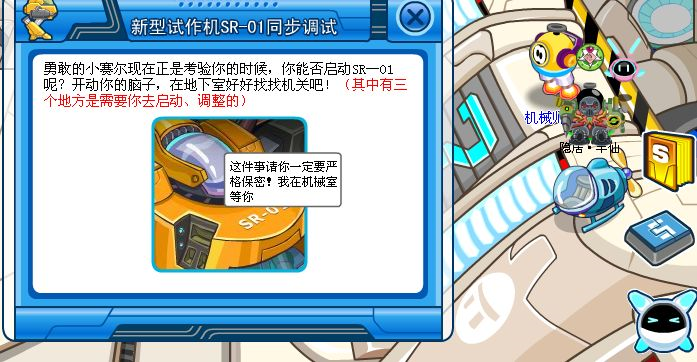 新型试作机SR-01同步调试
勇敢的小赛尔现在正是考验你的时候，你能否启动SR—01
呢？开动你的脑子，在地下室好好找找机关吧！（其中有三
个地方是需要你去启动、调整的）
这件事请你一定要严
格保密！我在机械室
等你
SR-0
机械师
隐居·半仙
S